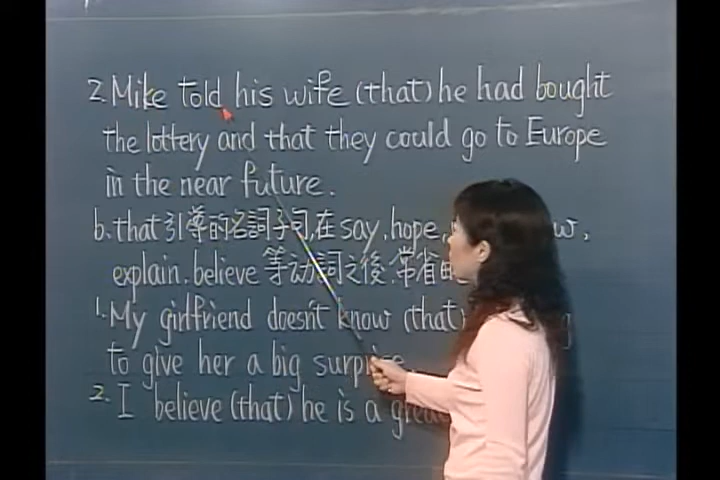 2. Mike told his wife (that) he had bought
the lottery and that they could go to Europe
in the near future.
b. that 引導的名詞子句, 在 say, hope, w,
explain, believe 等动詞之後, 常省
1. My girlfriend doesn't know (that)
to give her a big surprise.
2. I believe (that) he is a great